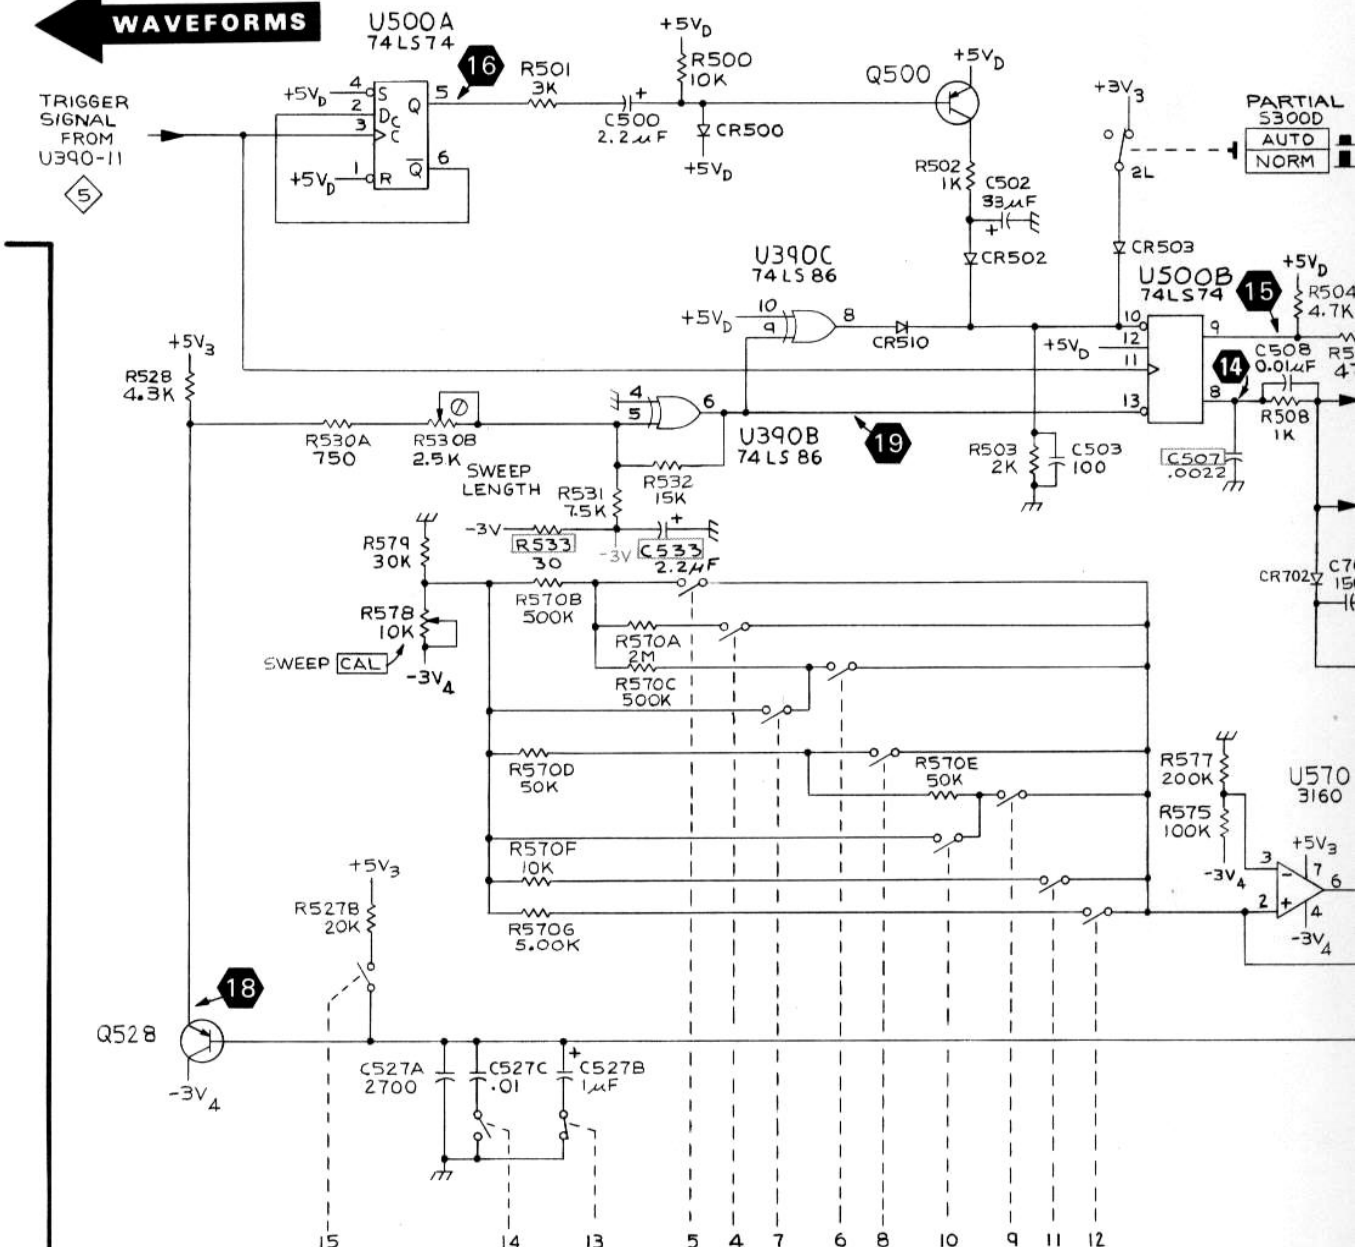 WAVEFORMS
U500A
74LS74
16
TRIGGER
SIGNAL
FROM
U390-11
5
+5VD
4
S
2
D
C
3
C
1
R
+5VD
Q
5
Q
6
R501
3K
C500
2.2µF
+
+5VD
R500
10K
CR500
+5VD
Q500
+5VD
R502
1K
C502
33µF
+
CR502
+3V3
2L
CR503
PARTIAL
S300D
AUTO
NORM
U390C
74LS86
+5VD
10
9
8
CR510
U500B
74LS74
15
+5VD
R504
4.7K
10
12
+5VD
11
13
9
8
14
C508
0.01µF
R508
1K
R5
47
C507
.0022
+5V3
R528
4.3K
R530A
750
R530B
2.5K
SWEEP
LENGTH
4
5
6
U390B
74LS86
19
R531
7.5K
R532
15K
R503
2K
C503
100
-3V
R533
30
-3V
C533
2.2µF
+
R579
30K
R578
10K
SWEEP CAL
-3V4
R570B
500K
R570A
2M
R570C
500K
R570D
50K
R570E
50K
R570F
10K
R570G
5.00K
CR702
C70
150
R577
200K
R575
100K
-3V4
U570
3160
+5V3
3
7
6
2
4
-
+
-3V4
+5V3
R527B
20K
18
Q528
-3V4
C527A
2700
C527C
.01
+
C527B
1µF
15 14 13 5 4 7 6 8 10 9 11 12